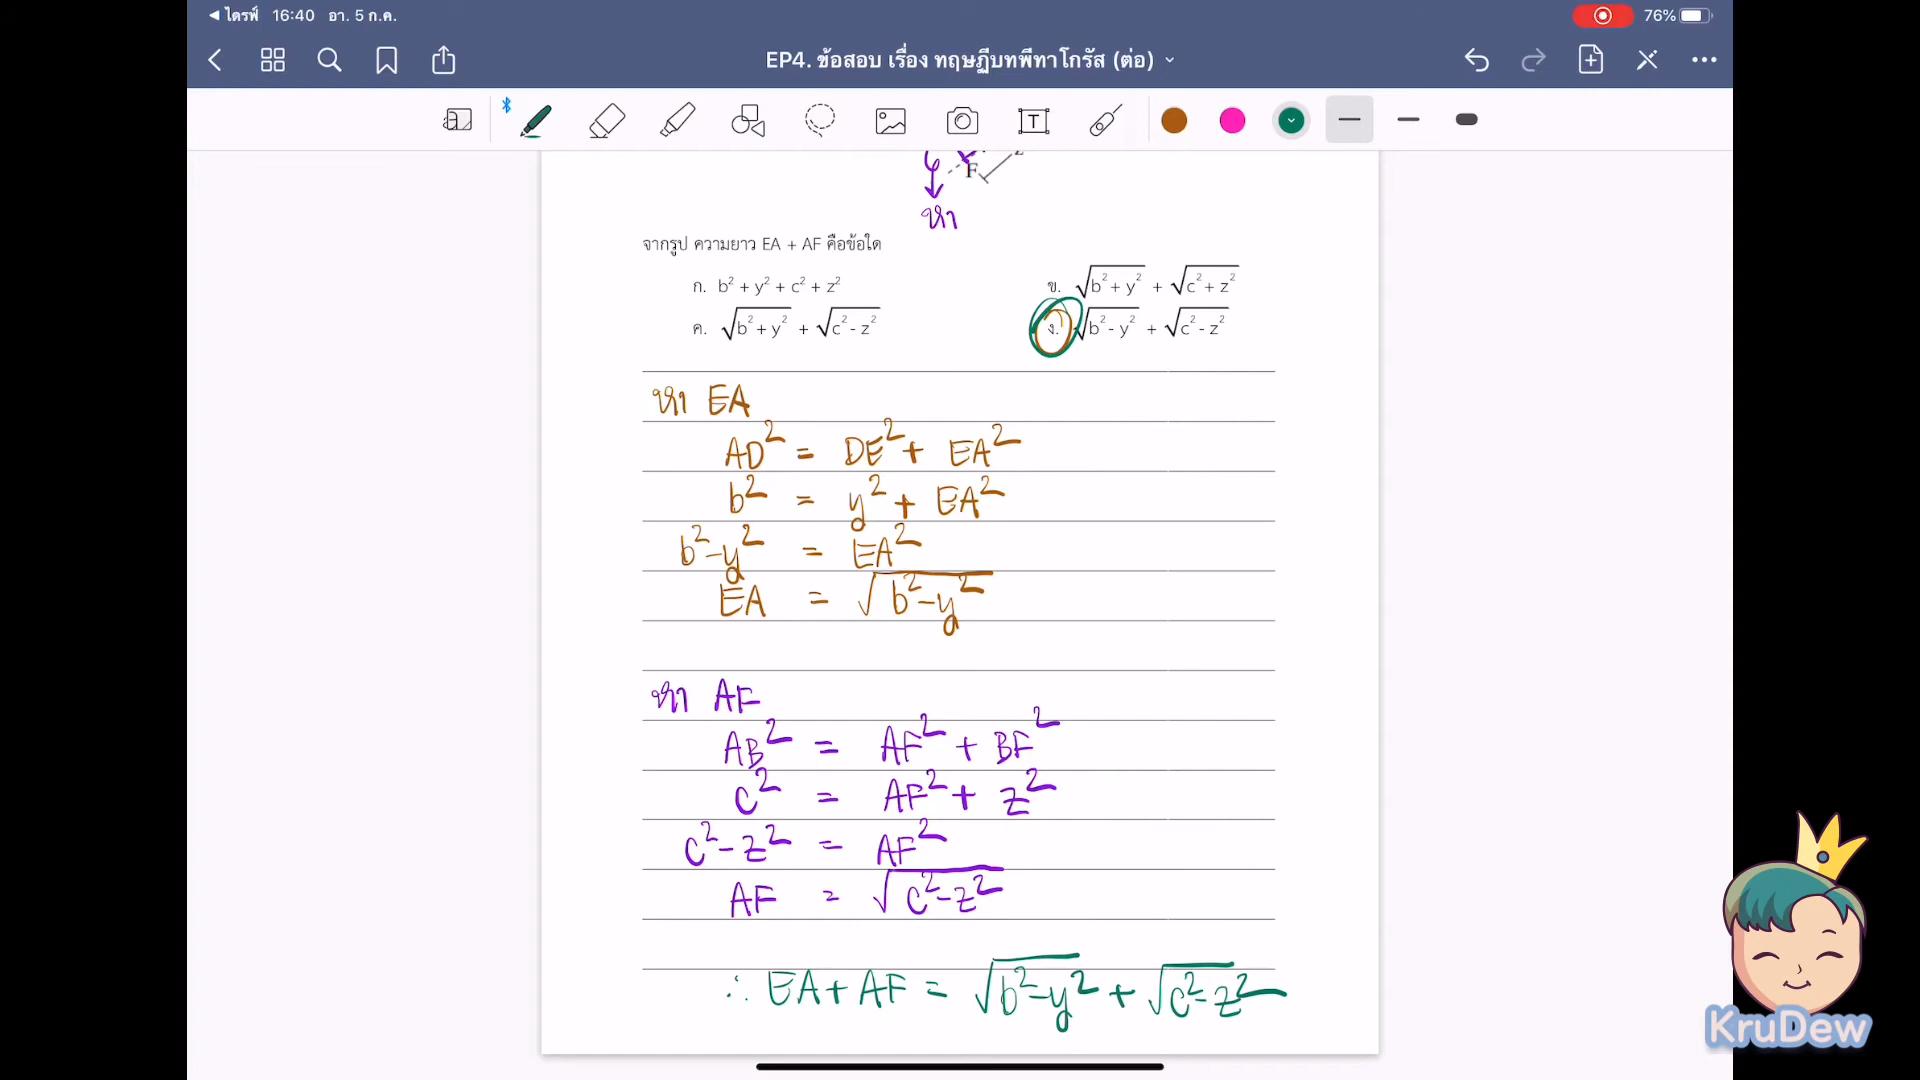 ไดรฟ์ 16:40 อา. 5 ก.ค. 76%
EP4. ข้อสอบ เรื่อง ทฤษฎีบทพีทาโกรัส (ต่อ)
T
F
หา
จากรูป ความยาว EA + AF คือข้อใด
ก. b² + y² + c² + z²
ข. √(b² + y²) + √(c² + z²)
ค. √(b² + y²) + √(c² - z²)
ง. √(b² - y²) + √(c² - z²)
หา EA
AD² = DE² + EA²
b² = y² + EA²
b² - y² = EA²
EA = √(b² - y²)
หา AF
AB² = AF² + BF²
c² = AF² + z²
c² - z² = AF²
AF = √(c² - z²)
∴ EA + AF = √(b² - y²) + √(c² - z²)
KruDew